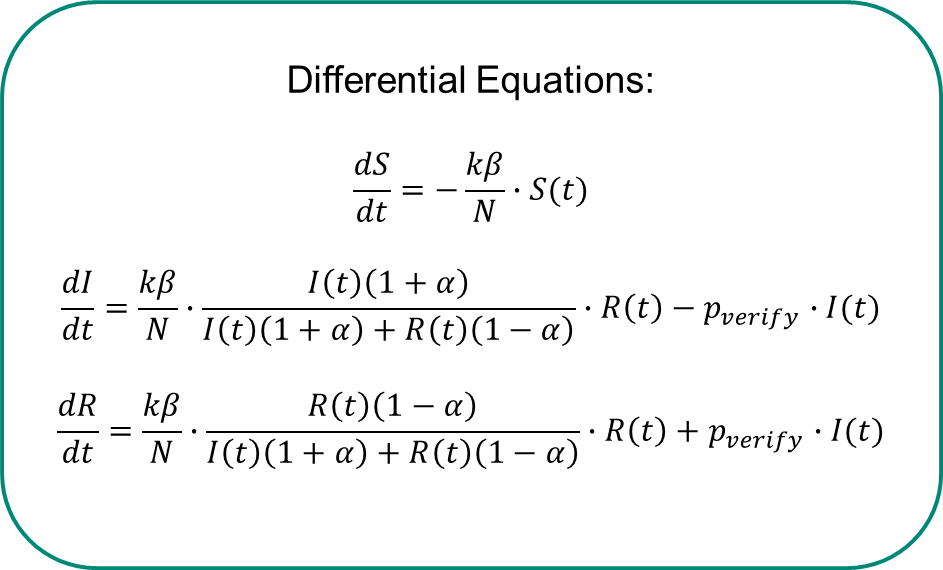 Differential Equations:
dS/dt = − kβ/N · S(t)
dI/dt = kβ/N · I(t)(1 + α) / I(t)(1 + α) + R(t)(1 − α) · R(t) − p_verify · I(t)
dR/dt = kβ/N · R(t)(1 − α) / I(t)(1 + α) + R(t)(1 − α) · R(t) + p_verify · I(t)